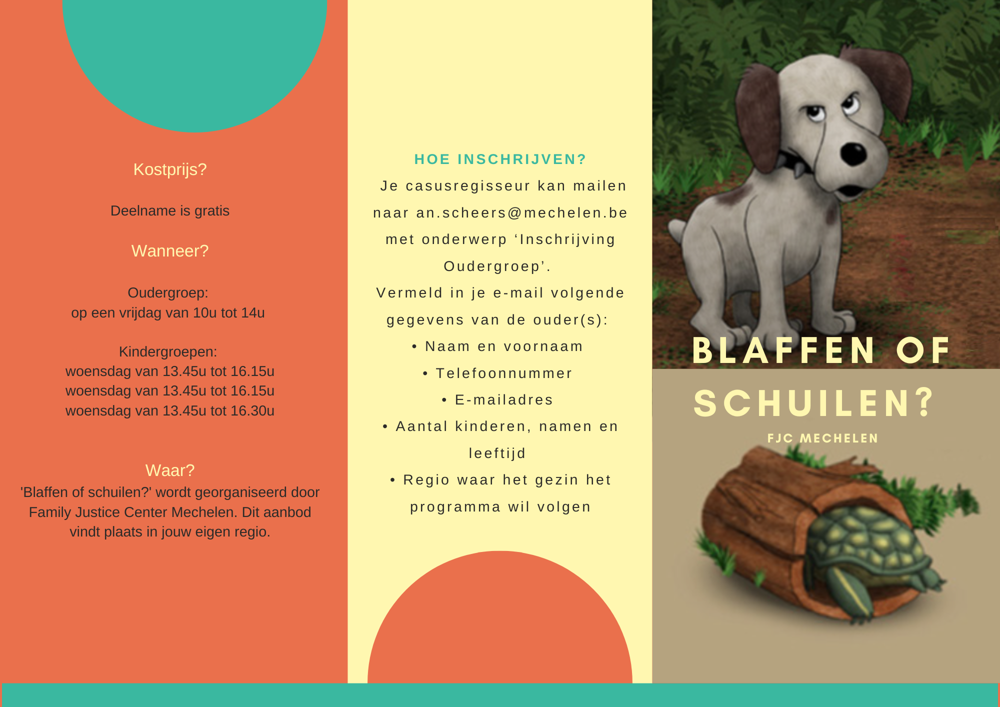 Kostprijs?
Deelname is gratis
Wanneer?
Oudergroep:
op een vrijdag van 10u tot 14u
Kindergroepen:
woensdag van 13.45u tot 16.15u
woensdag van 13.45u tot 16.15u
woensdag van 13.45u tot 16.30u
Waar?
'Blaffen of schuilen?' wordt georganiseerd door
Family Justice Center Mechelen. Dit aanbod
vindt plaats in jouw eigen regio.
HOE INSCHRIJVEN?
Je casusregisseur kan mailen
naar an.scheers@mechelen.be
met onderwerp ‘Inschrijving
Oudergroep’.
Vermeld in je e-mail volgende
gegevens van de ouder(s):
• Naam en voornaam
• Telefoonnummer
• E-mailadres
• Aantal kinderen, namen en
leeftijd
• Regio waar het gezin het
programma wil volgen
BLAFFEN OF
SCHUILEN?
FJC MECHELEN